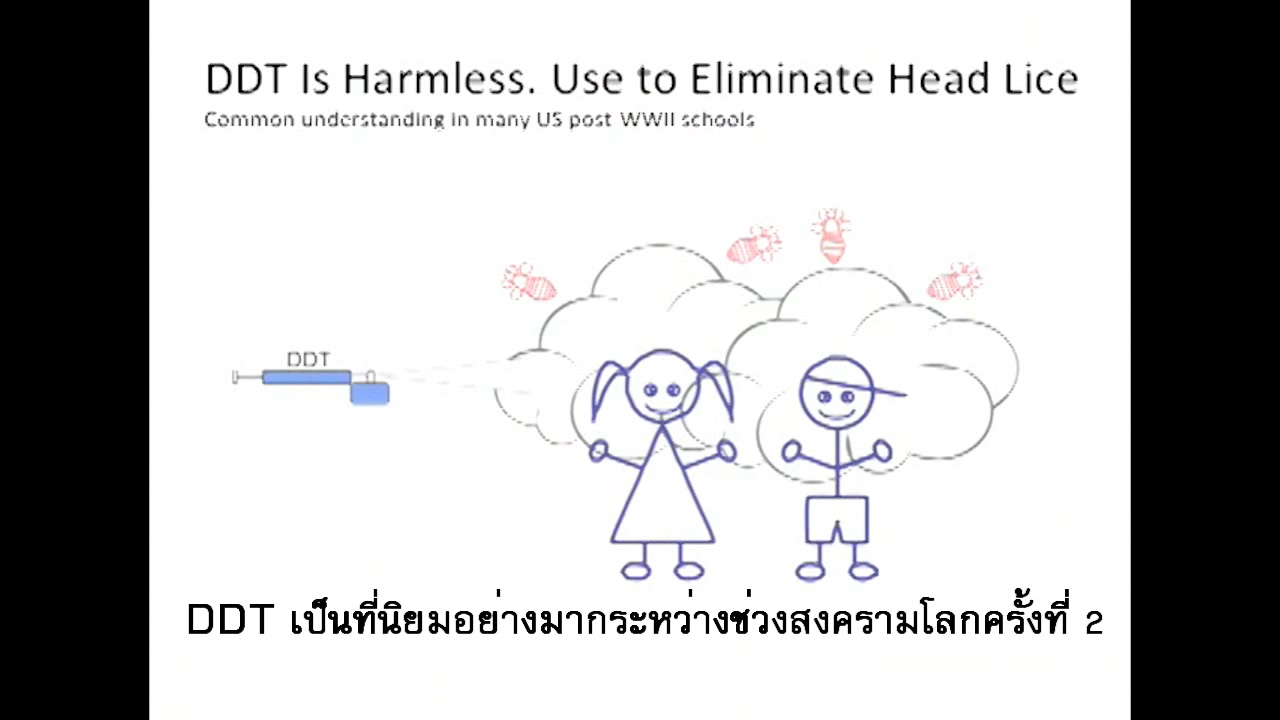 DDT Is Harmless. Use to Eliminate Head Lice
Common understanding in many US post WWII schools
DDT
DDT เป็นที่นิยมอย่างมากระหว่างช่วงสงครามโลกครั้งที่ 2